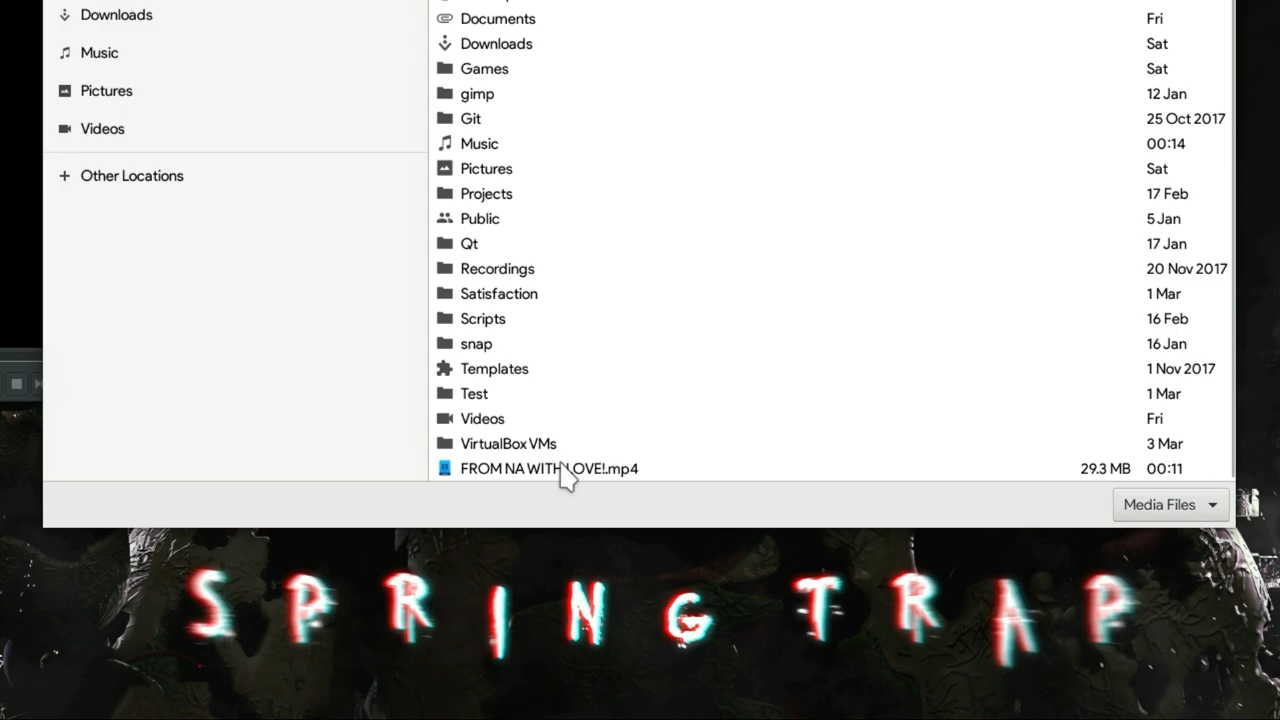 Downloads
Music
Pictures
Videos
Other Locations
Documents Fri
Downloads Sat
Games Sat
gimp 12 Jan
Git 25 Oct 2017
Music 00:14
Pictures Sat
Projects 17 Feb
Public 5 Jan
Qt 17 Jan
Recordings 20 Nov 2017
Satisfaction 1 Mar
Scripts 16 Feb
snap 16 Jan
Templates 1 Nov 2017
Test 1 Mar
Videos Fri
VirtualBox VMs 3 Mar
FROM NA WITH LOVE!.mp4 29.3 MB 00:11
Media Files
SPRINGTRAP